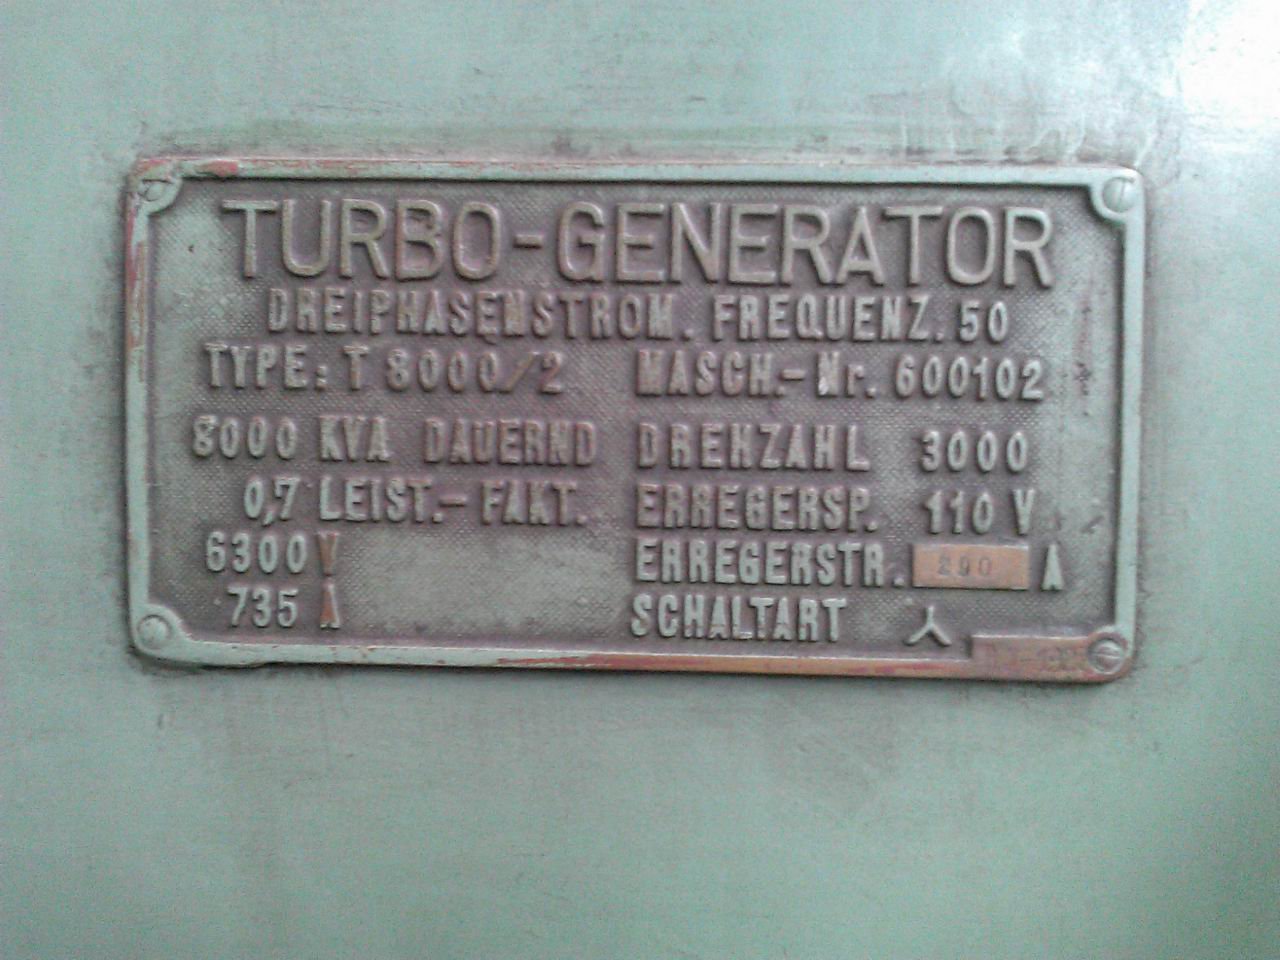 TURBO-GENERATOR
DREIPHASENSTROM. FREQUENZ. 50
TYPE: T 8000/2 MASCH.-Nr. 600102
8000 KVA DAUERND DREHZAHL 3000
0,7 LEIST.-FAKT. ERREGERSP. 110 V
6300 V ERREGERSTR. 290 A
735 A SCHALTART